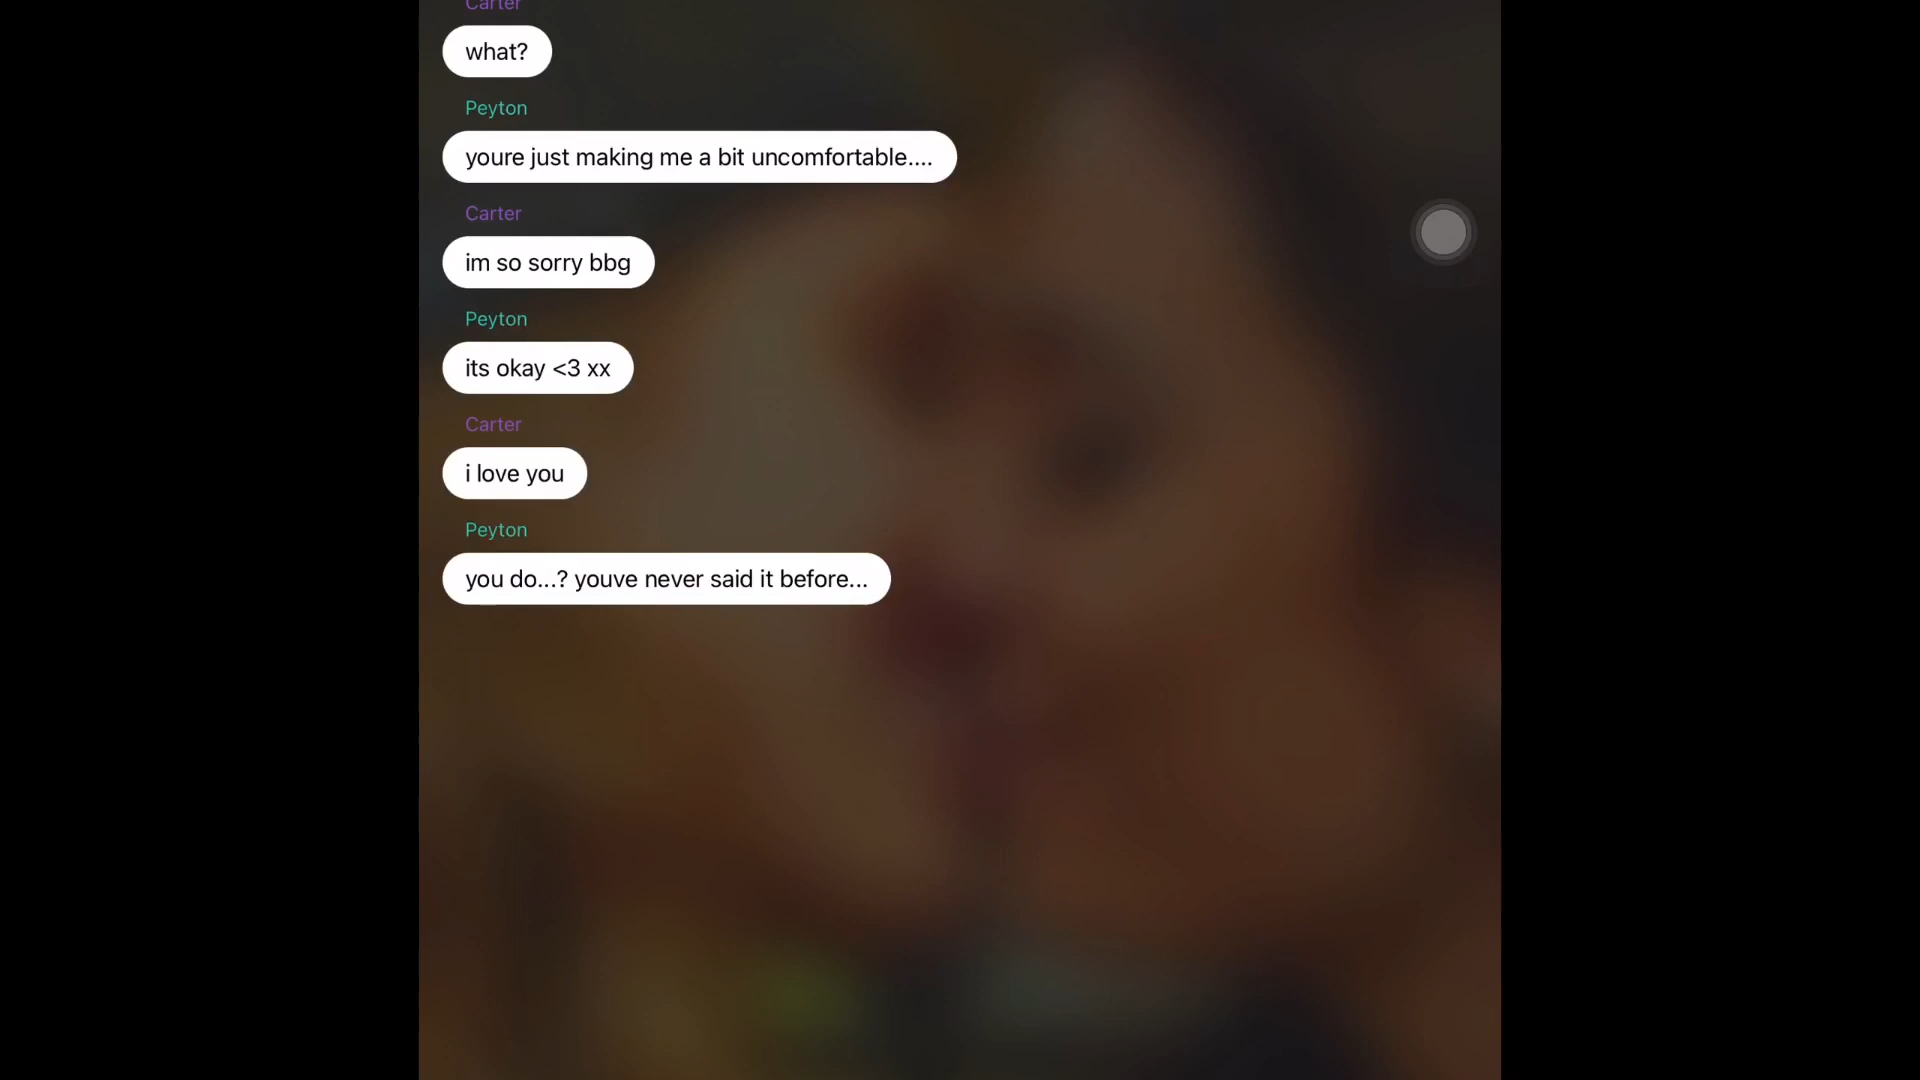 Carter
what?
Peyton
youre just making me a bit uncomfortable....
Carter
im so sorry bbg
Peyton
its okay <3 xx
Carter
i love you
Peyton
you do...? youve never said it before...